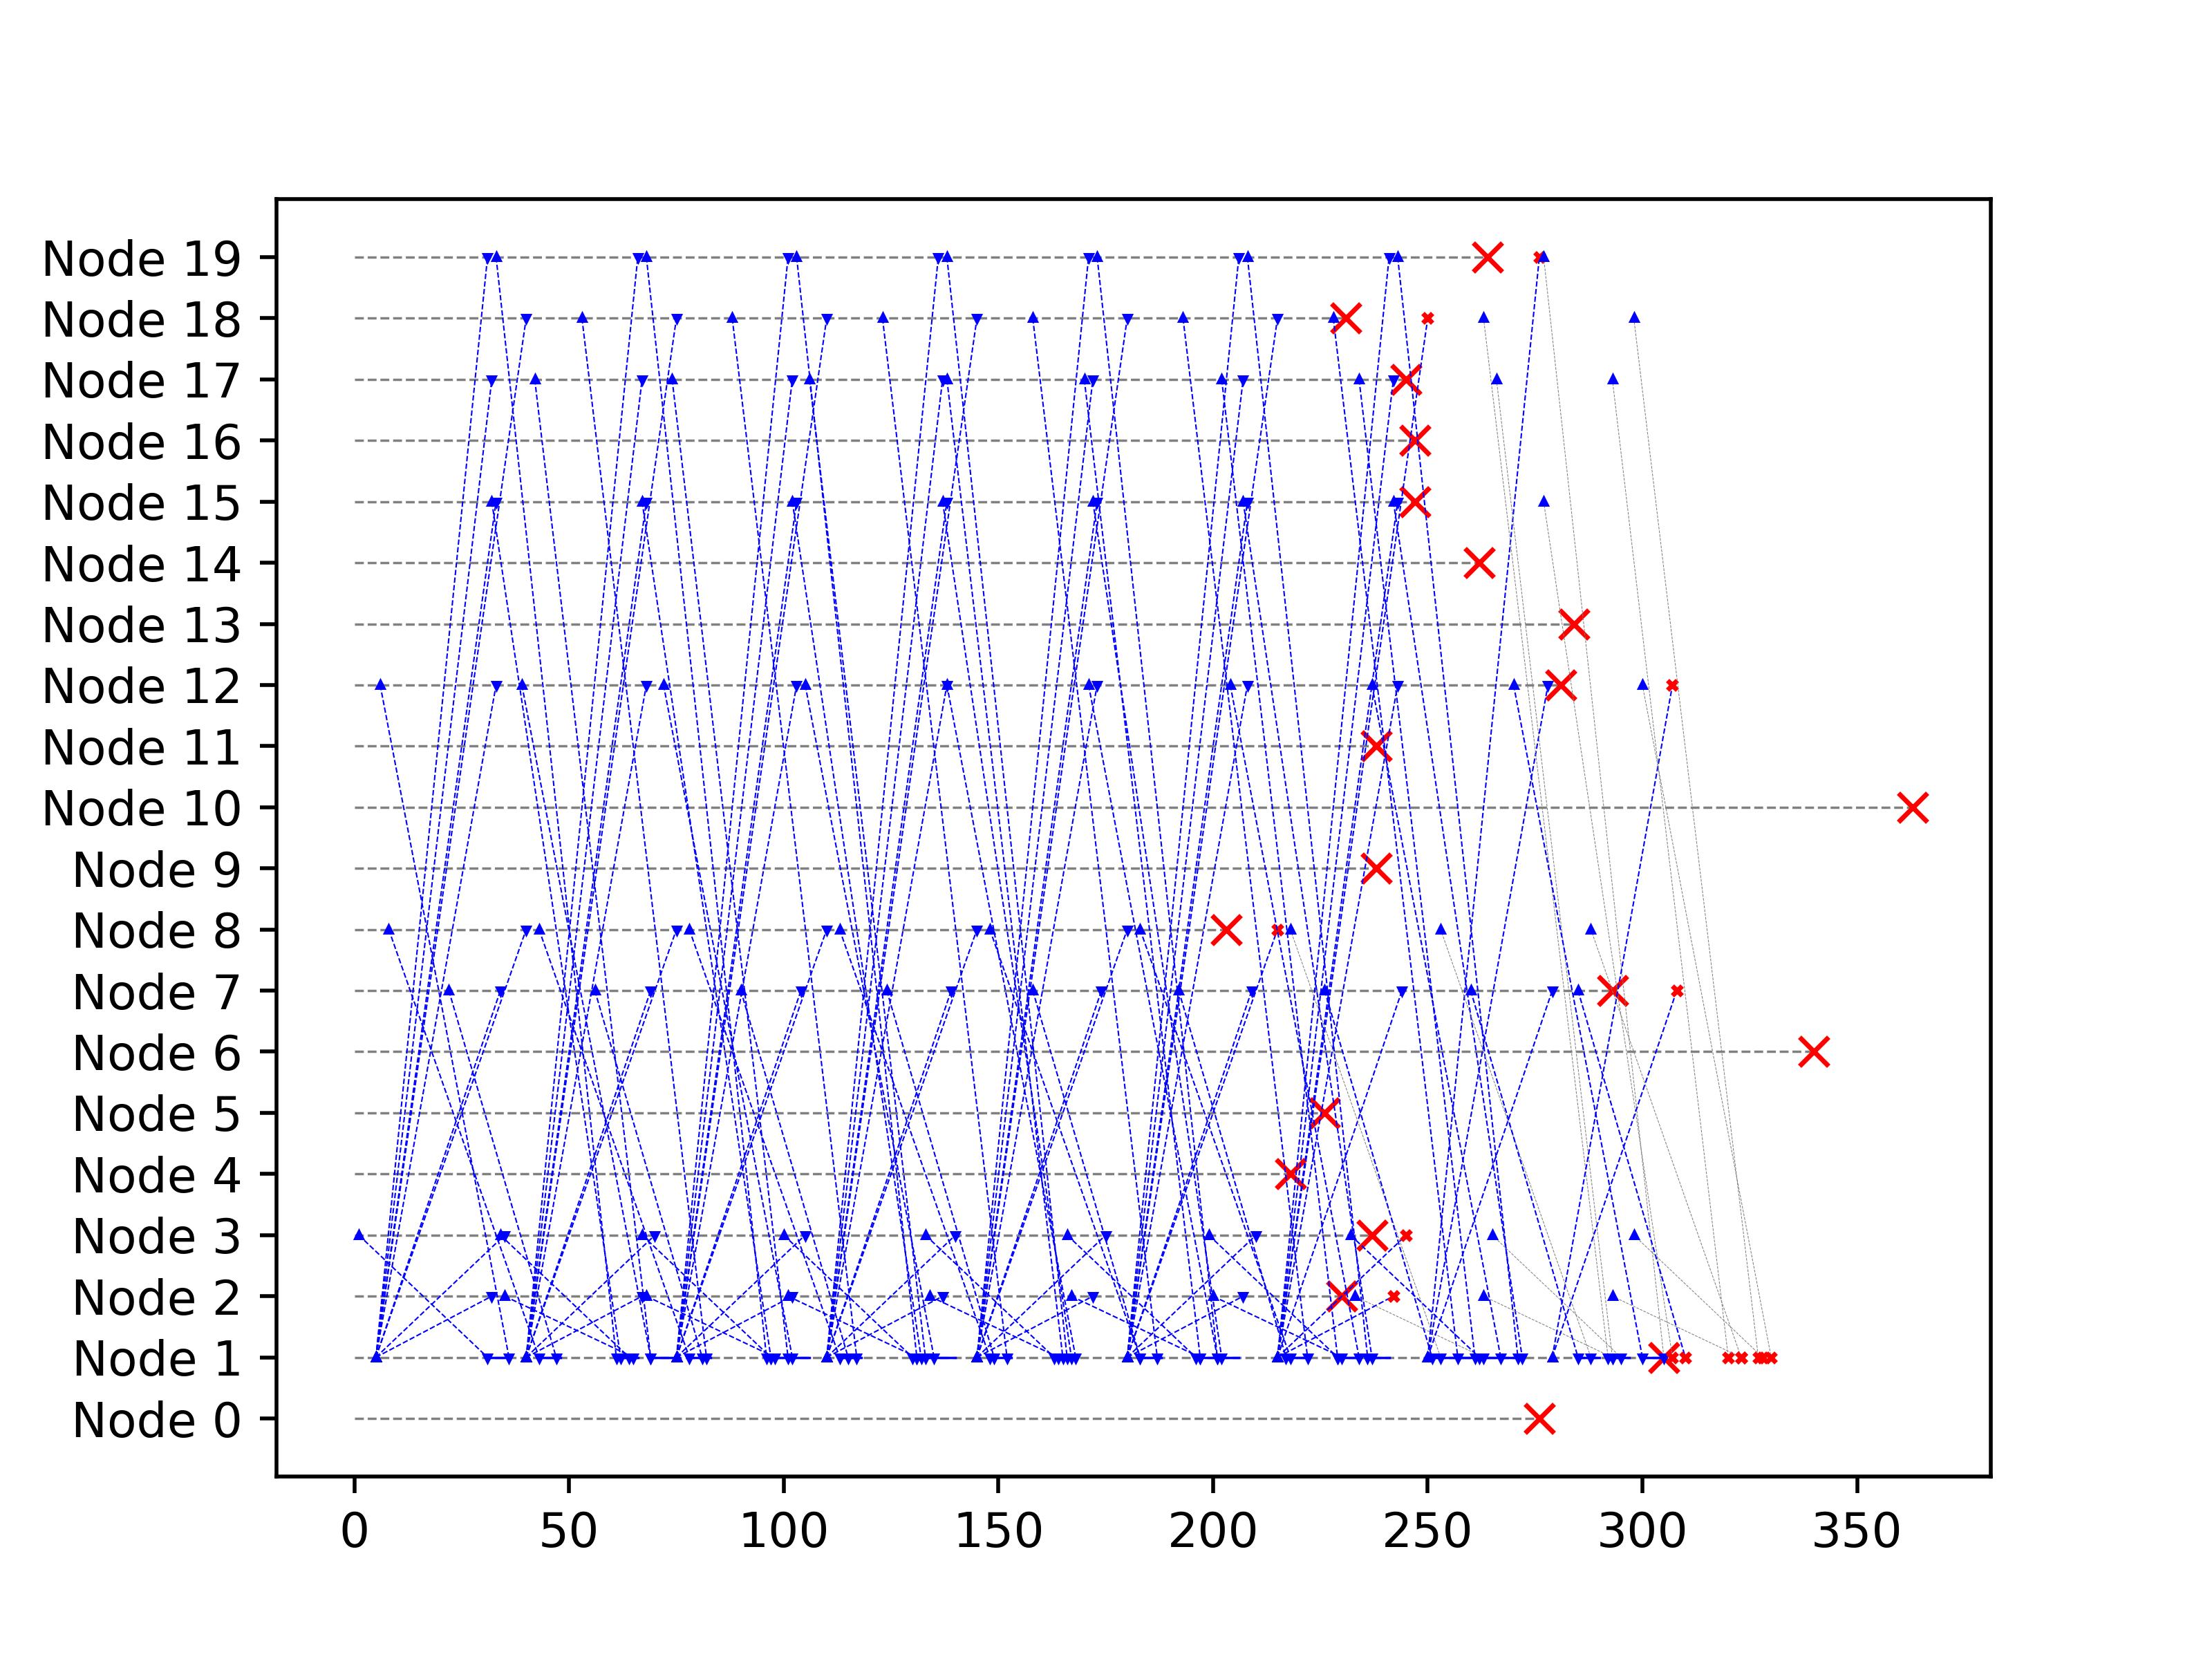 Node 19
Node 18
Node 17
Node 16
Node 15
Node 14
Node 13
Node 12
Node 11
Node 10
Node 9
Node 8
Node 7
Node 6
Node 5
Node 4
Node 3
Node 2
Node 1
Node 0
0 50 100 150 200 250 300 350